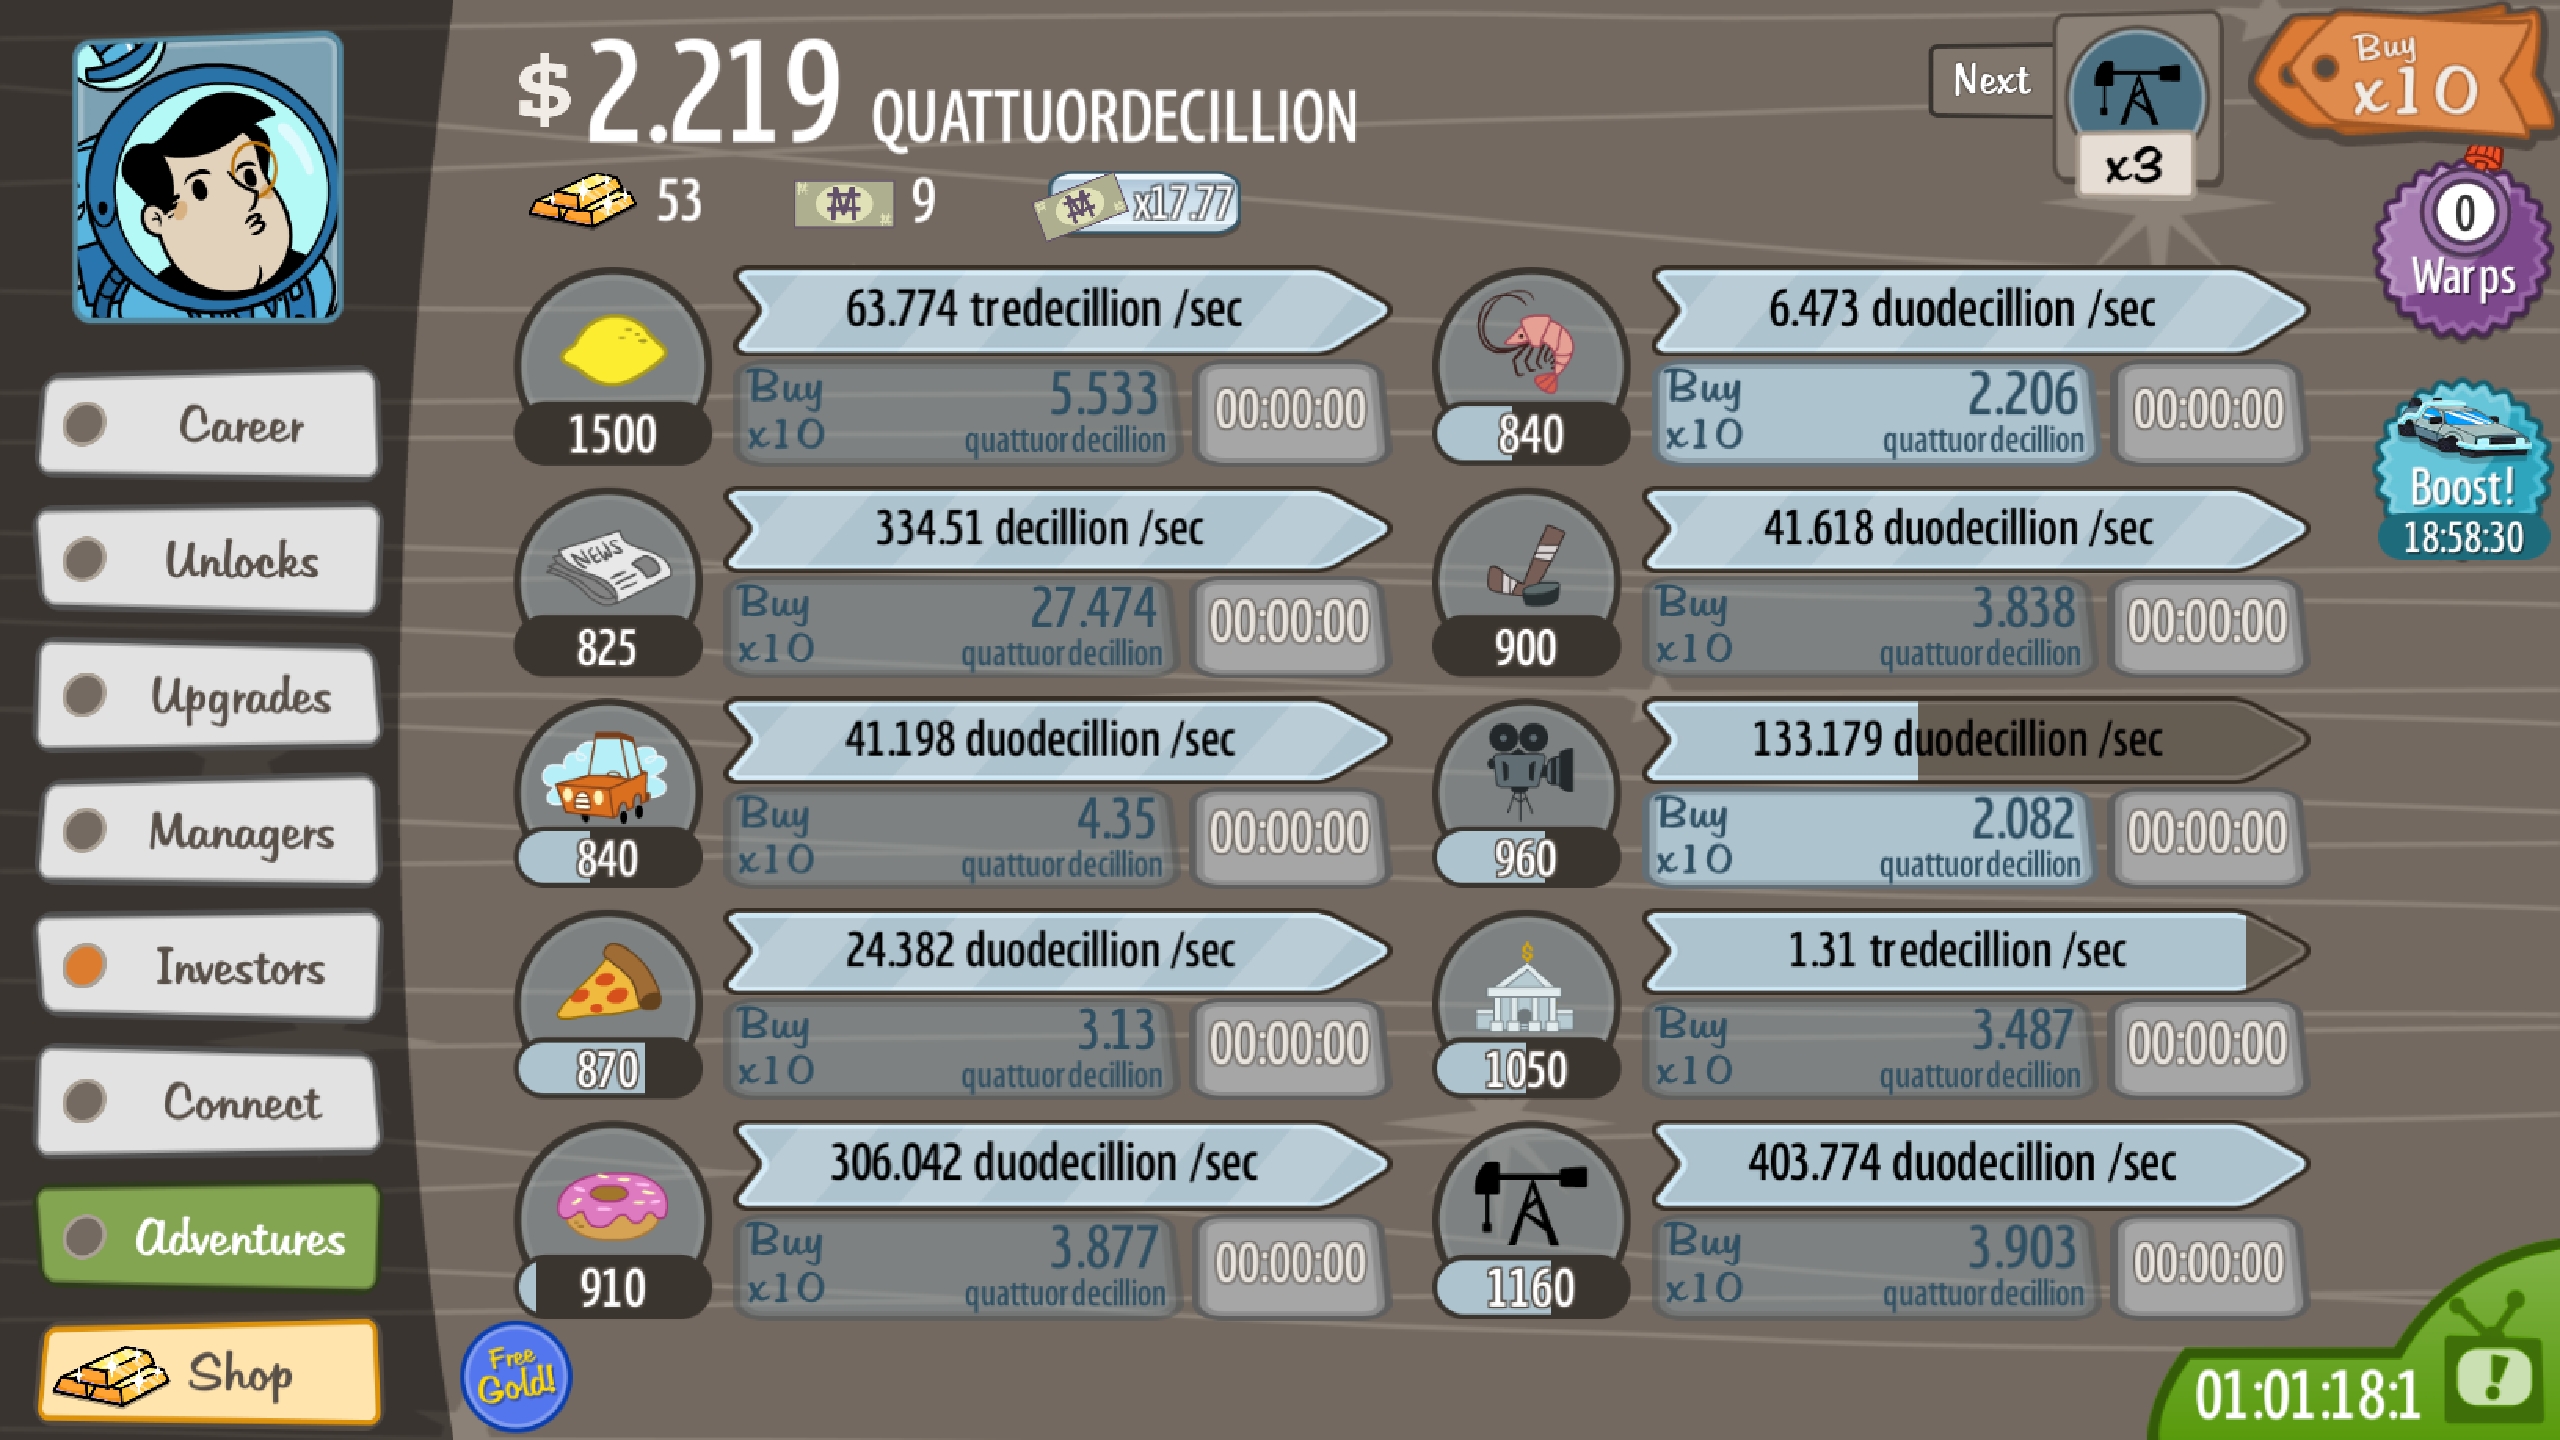 $2.219 QUATTUORDECILLION
53 9 x17.77
Next
x3
Buy
x10
0
Warps
Boost!
18:58:30
Career
Unlocks
Upgrades
Managers
Investors
Connect
Adventures
Shop
63.774 tredecillion /sec
1500
Buy x10
5.533 quattuordecillion
00:00:00
6.473 duodecillion /sec
840
Buy x10
2.206 quattuordecillion
00:00:00
NEWS
334.51 decillion /sec
825
Buy x10
27.474 quattuordecillion
00:00:00
41.618 duodecillion /sec
900
Buy x10
3.838 quattuordecillion
00:00:00
41.198 duodecillion /sec
840
Buy x10
4.35 quattuordecillion
00:00:00
133.179 duodecillion /sec
960
Buy x10
2.082 quattuordecillion
00:00:00
24.382 duodecillion /sec
870
Buy x10
3.13 quattuordecillion
00:00:00
$
1.31 tredecillion /sec
1050
Buy x10
3.487 quattuordecillion
00:00:00
306.042 duodecillion /sec
910
Buy x10
3.877 quattuordecillion
00:00:00
403.774 duodecillion /sec
1160
Buy x10
3.903 quattuordecillion
00:00:00
Free
Gold!
01:01:18:1
!